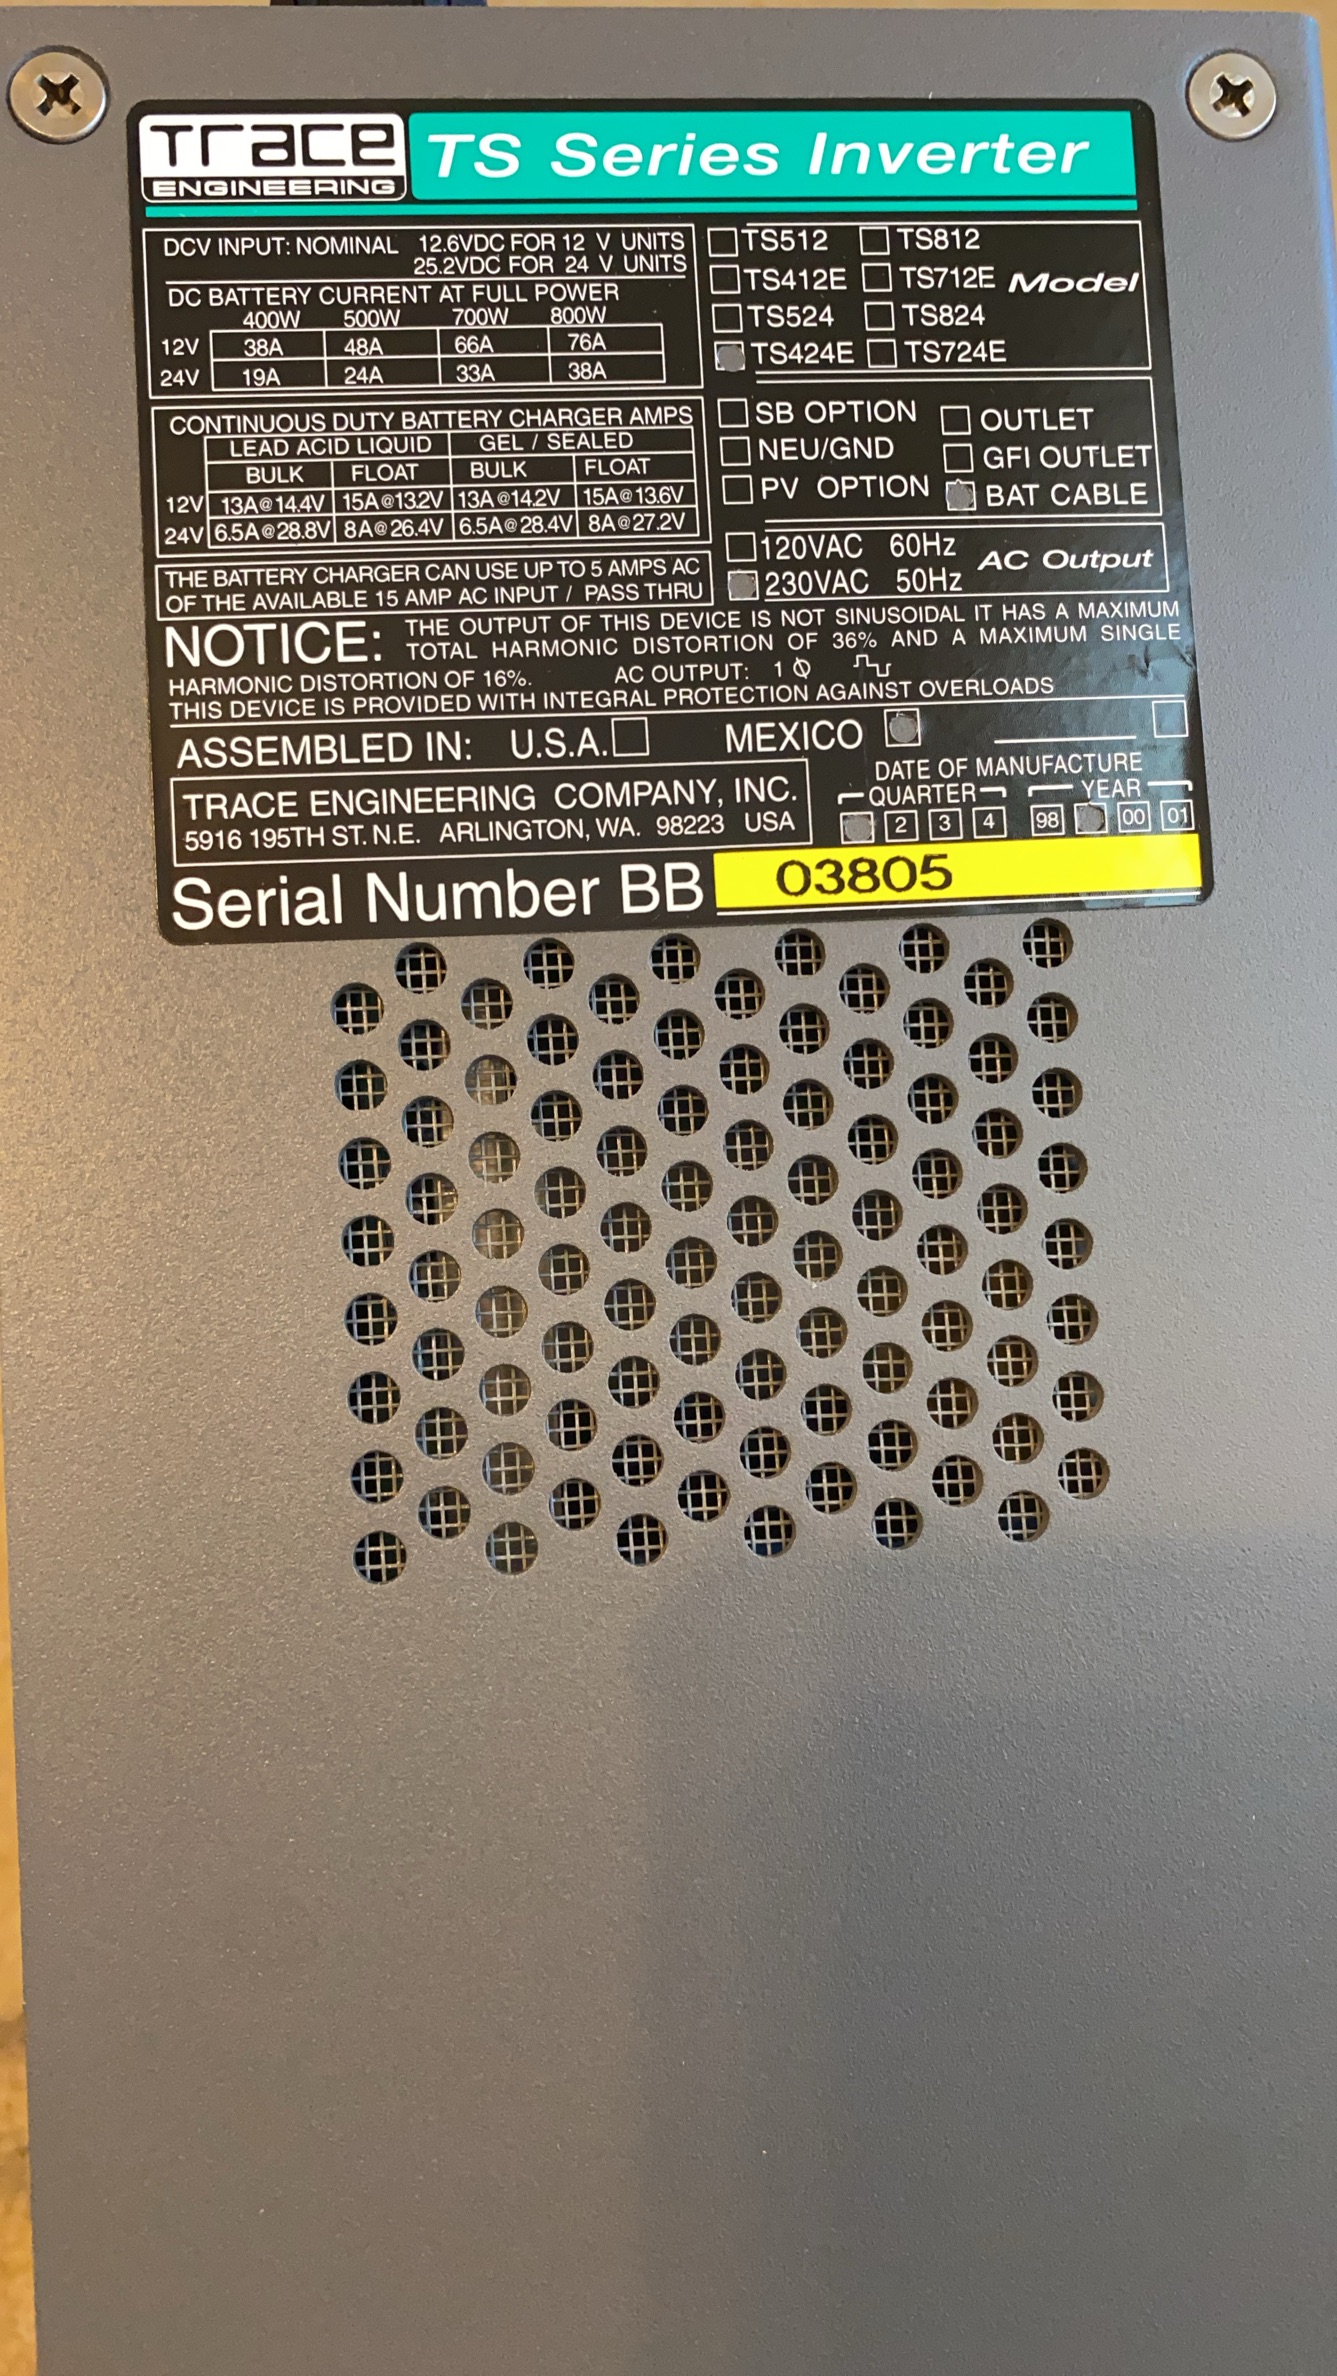 Trace
ENGINEERING
TS Series Inverter
DCV INPUT: NOMINAL 12.6VDC FOR 12 V UNITS
25.2VDC FOR 24 V UNITS
DC BATTERY CURRENT AT FULL POWER
400W 500W 700W 800W
12V 38A 48A 66A 76A
24V 19A 24A 33A 38A
CONTINUOUS DUTY BATTERY CHARGER AMPS
LEAD ACID LIQUID GEL / SEALED
BULK FLOAT BULK FLOAT
12V 13A@14.4V 15A@13.2V 13A@14.2V 15A@13.6V
24V 6.5A@28.8V 8A@26.4V 6.5A@28.4V 8A@27.2V
THE BATTERY CHARGER CAN USE UP TO 5 AMPS AC
OF THE AVAILABLE 15 AMP AC INPUT / PASS THRU
TS512 TS812
TS412E TS712E Model
TS524 TS824
TS424E TS724E
SB OPTION OUTLET
NEU/GND GFI OUTLET
PV OPTION BAT CABLE
120VAC 60Hz AC Output
230VAC 50Hz
NOTICE: THE OUTPUT OF THIS DEVICE IS NOT SINUSOIDAL IT HAS A MAXIMUM
TOTAL HARMONIC DISTORTION OF 36% AND A MAXIMUM SINGLE
HARMONIC DISTORTION OF 16%. AC OUTPUT: 1 ϕ
THIS DEVICE IS PROVIDED WITH INTEGRAL PROTECTION AGAINST OVERLOADS
ASSEMBLED IN: U.S.A. MEXICO
DATE OF MANUFACTURE
QUARTER YEAR
2 3 4 98 00 01
TRACE ENGINEERING COMPANY, INC.
5916 195TH ST. N.E. ARLINGTON, WA. 98223 USA
Serial Number BB 03805